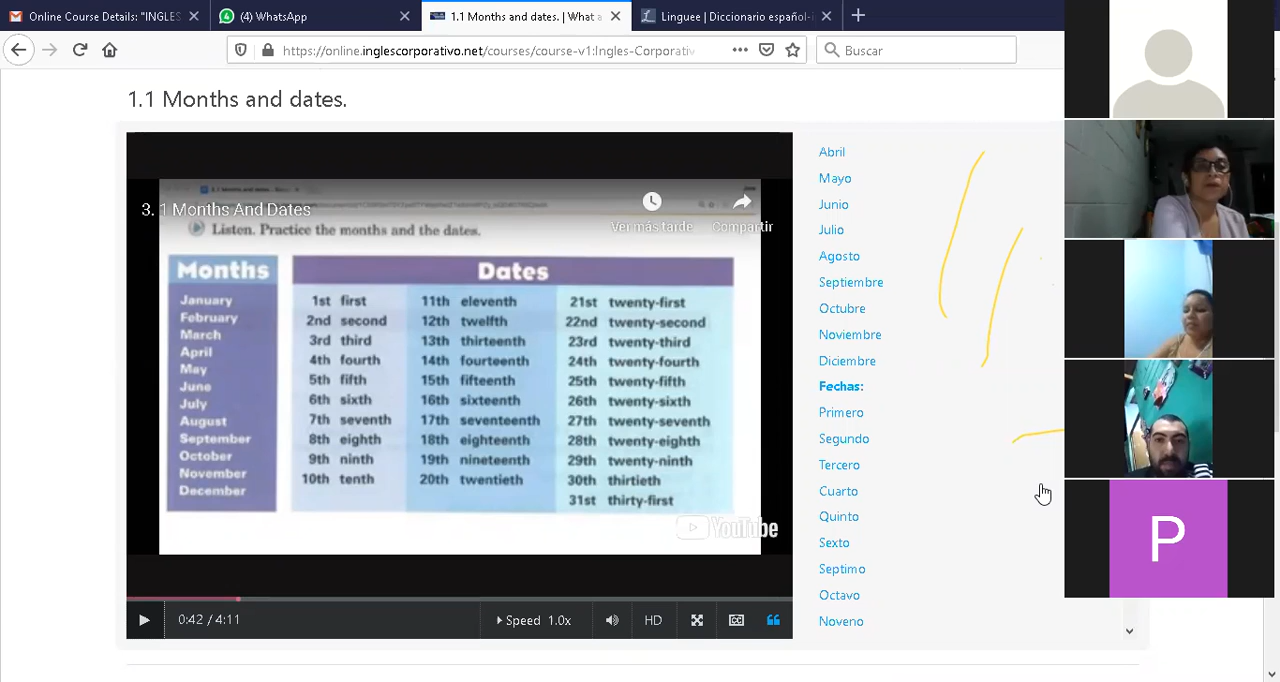 Online Course Details: "INGLES
(4) WhatsApp
1.1 Months and dates. | What a
Linguee | Diccionario español-
https://online.inglescorporativo.net/courses/course-v1:Ingles-Corporativ
Buscar
1.1 Months and dates.
3. 1 Months And Dates
Ver más tarde
Compartir
Listen. Practice the months and the dates.
Months
January
February
March
April
May
June
July
August
September
October
November
December
Dates
1st first
2nd second
3rd third
4th fourth
5th fifth
6th sixth
7th seventh
8th eighth
9th ninth
10th tenth
11th eleventh
12th twelfth
13th thirteenth
14th fourteenth
15th fifteenth
16th sixteenth
17th seventeenth
18th eighteenth
19th nineteenth
20th twentieth
21st twenty-first
22nd twenty-second
23rd twenty-third
24th twenty-fourth
25th twenty-fifth
26th twenty-sixth
27th twenty-seventh
28th twenty-eighth
29th twenty-ninth
30th thirtieth
31st thirty-first
YouTube
0:42 / 4:11
Speed 1.0x
HD
Abril
Mayo
Junio
Julio
Agosto
Septiembre
Octubre
Noviembre
Diciembre
Fechas:
Primero
Segundo
Tercero
Cuarto
Quinto
Sexto
Septimo
Octavo
Noveno
P